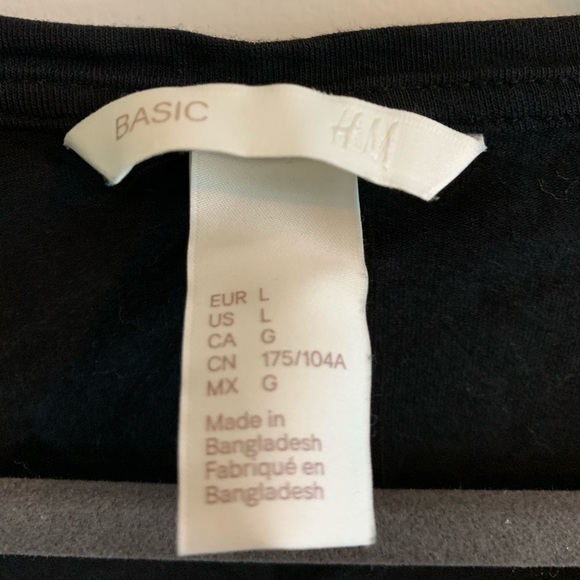 BASIC H&M
EUR L
US L
CA G
CN 175/104A
MX G
Made in
Bangladesh
Fabriqué en
Bangladesh